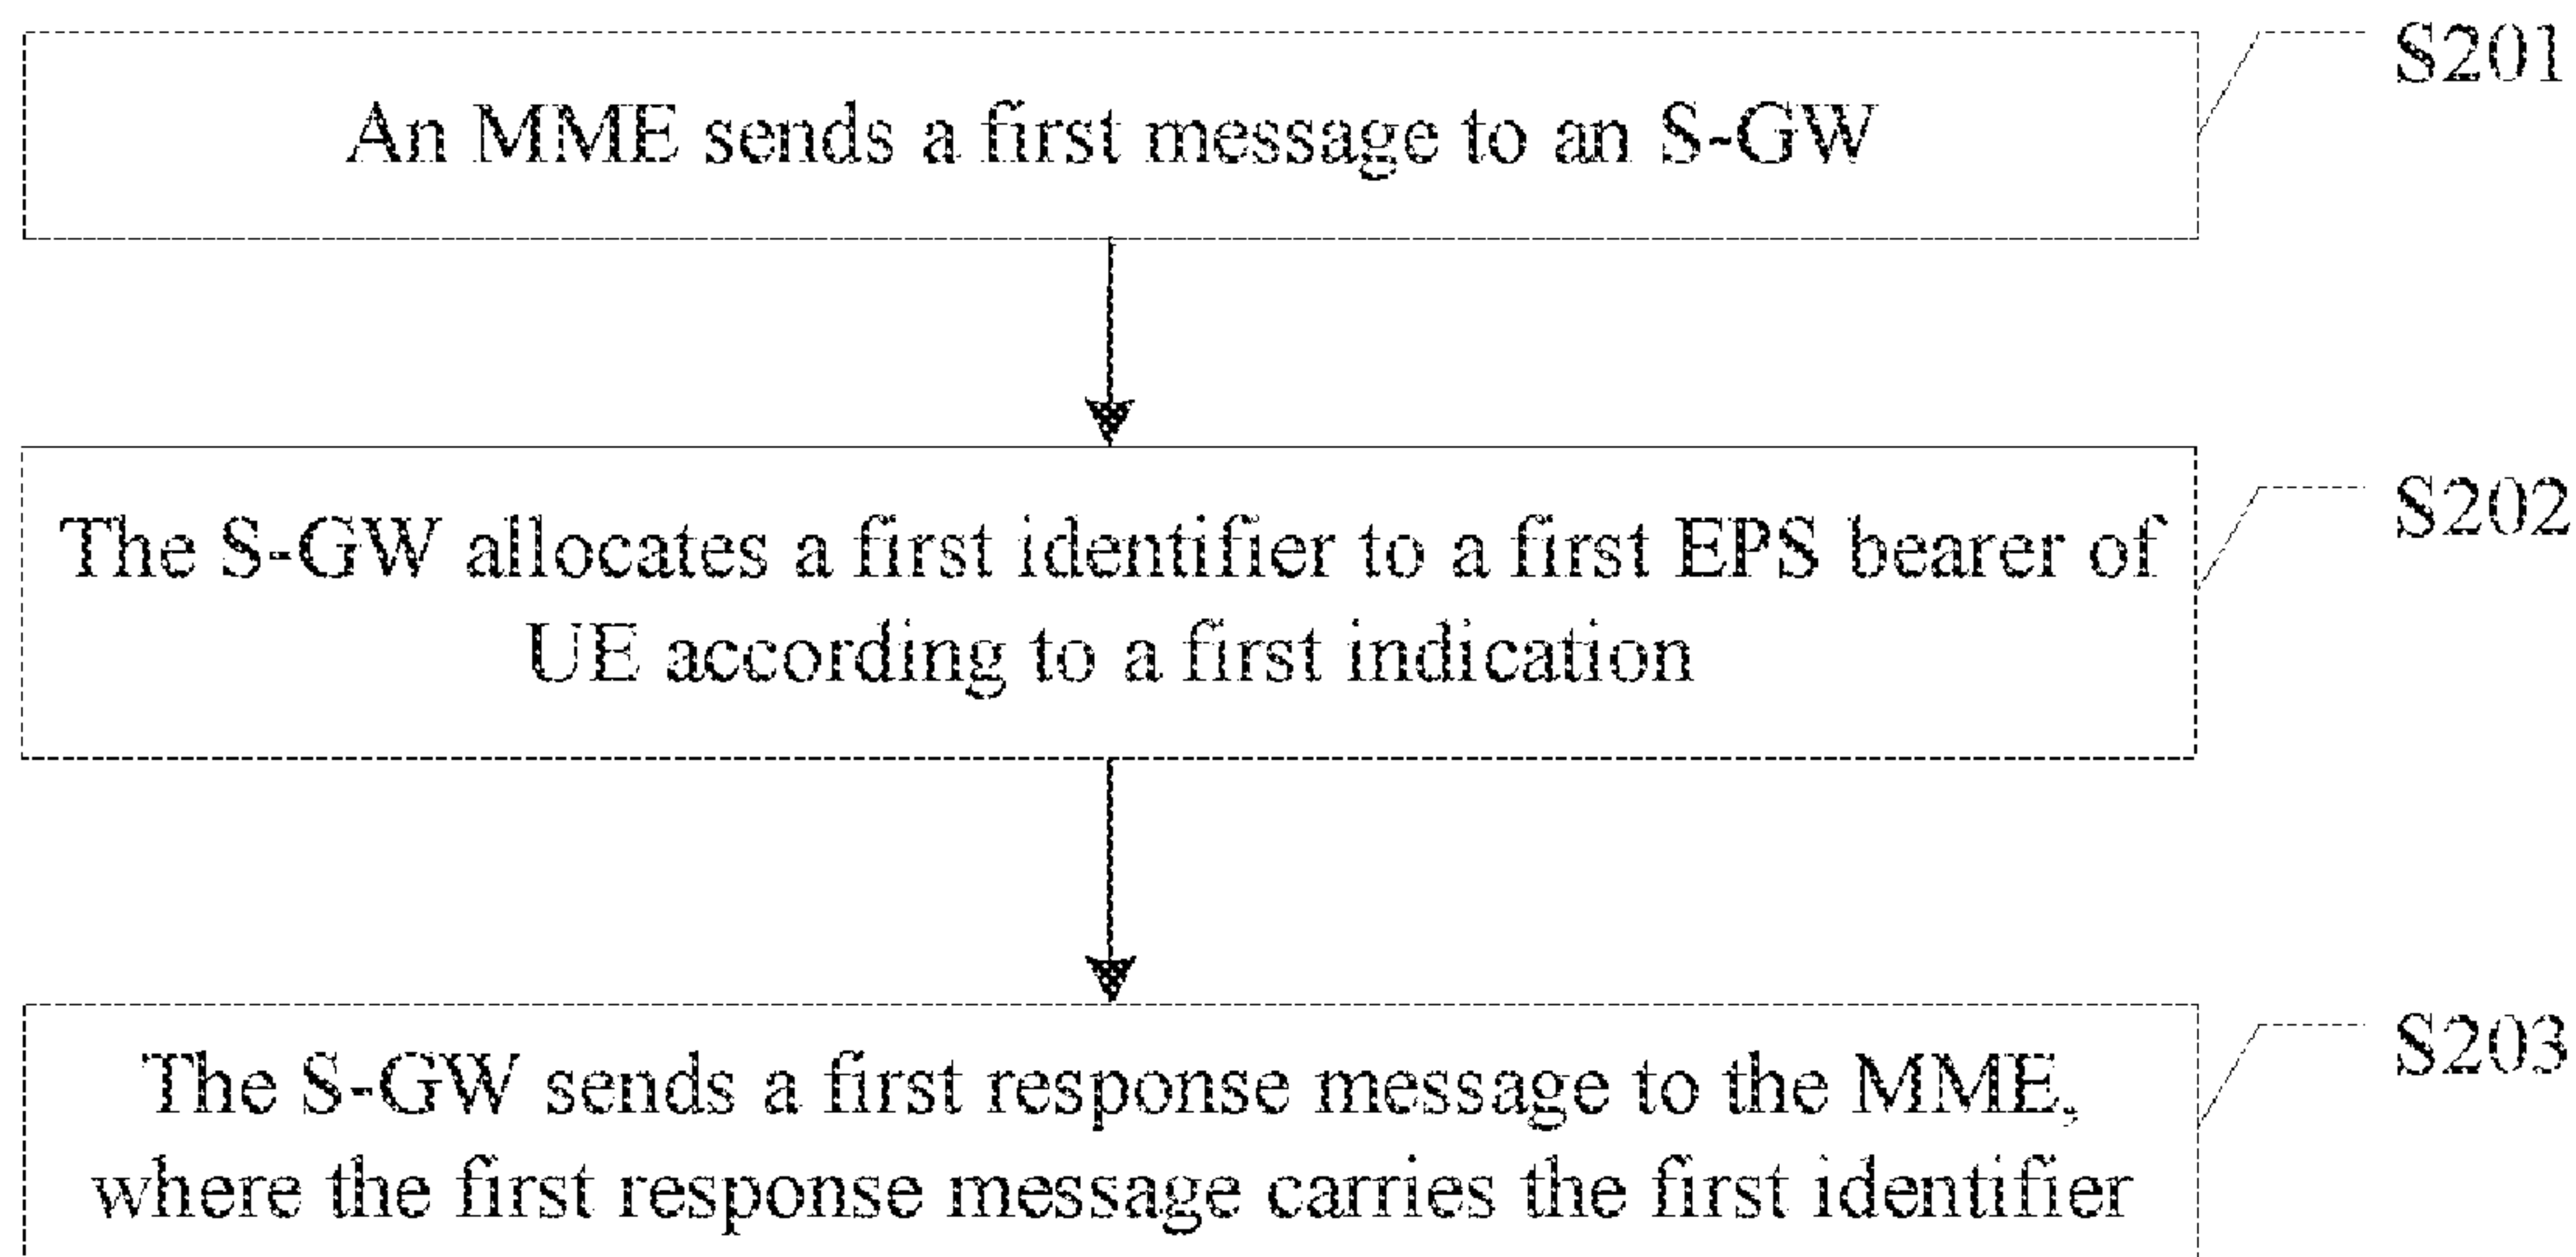 An MME sends a first message to an S-GW
S201
The S-GW allocates a first identifier to a first EPS bearer of
UE according to a first indication
S202
The S-GW sends a first response message to the MME,
where the first response message carries the first identifier
S203